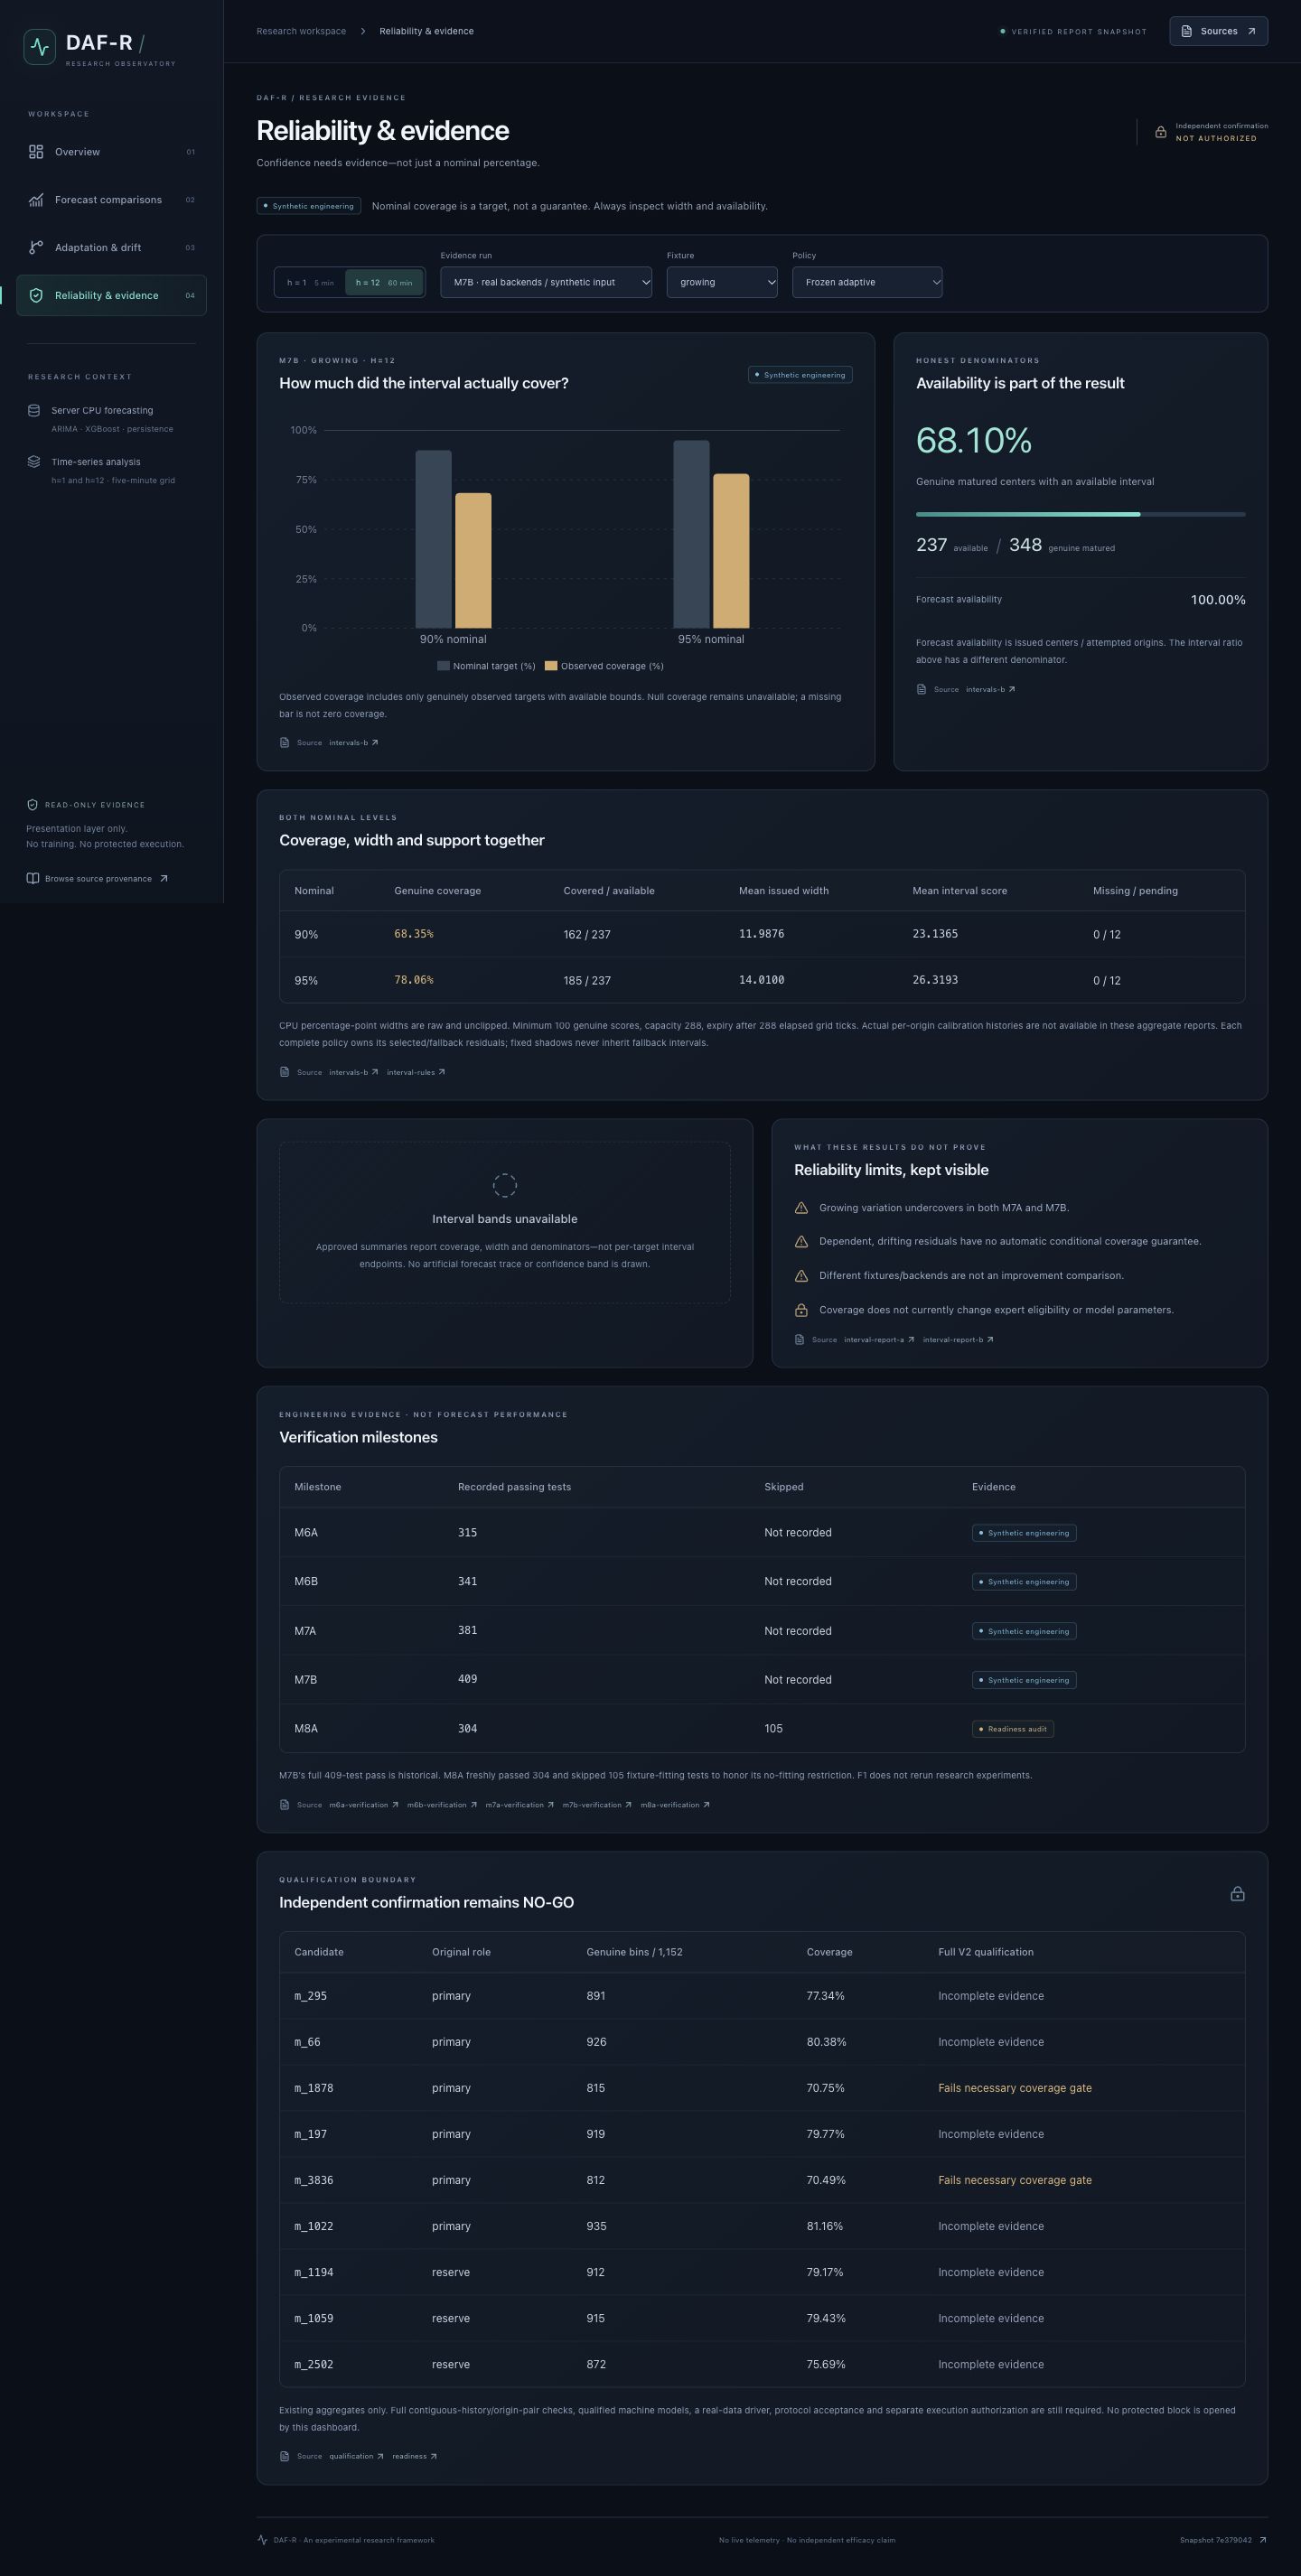 DAF-R /
RESEARCH OBSERVATORY
WORKSPACE
Overview 01
Forecast comparisons 02
Adaptation & drift 03
Reliability & evidence 04
RESEARCH CONTEXT
Server CPU forecasting
ARIMA · XGBoost · persistence
Time-series analysis
h=1 and h=12 · five-minute grid
READ-ONLY EVIDENCE
Presentation layer only.
No training. No protected execution.
Browse source provenance
Research workspace > Reliability & evidence
VERIFIED REPORT SNAPSHOT
Sources
DAF-R / RESEARCH EVIDENCE
Reliability & evidence
Confidence needs evidence—not just a nominal percentage.
Independent confirmation
NOT AUTHORIZED
Synthetic engineering Nominal coverage is a target, not a guarantee. Always inspect width and availability.
Evidence run Fixture Policy
h = 1 5 min h = 12 60 min M7B · real backends / synthetic input growing Frozen adaptive
M7B · GROWING · H=12
How much did the interval actually cover?
Synthetic engineering
100%
75%
50%
25%
0%
90% nominal 95% nominal
Nominal target (%) Observed coverage (%)
Observed coverage includes only genuinely observed targets with available bounds. Null coverage remains unavailable; a missing
bar is not zero coverage.
Source intervals-b
HONEST DENOMINATORS
Availability is part of the result
68.10%
Genuine matured centers with an available interval
237 available / 348 genuine matured
Forecast availability 100.00%
Forecast availability is issued centers / attempted origins. The interval ratio
above has a different denominator.
Source intervals-b
BOTH NOMINAL LEVELS
Coverage, width and support together
Nominal Genuine coverage Covered / available Mean issued width Mean interval score Missing / pending
90% 68.35% 162 / 237 11.9876 23.1365 0 / 12
95% 78.06% 185 / 237 14.0100 26.3193 0 / 12
CPU percentage-point widths are raw and unclipped. Minimum 100 genuine scores, capacity 288, expiry after 288 elapsed grid ticks. Actual per-origin calibration histories are not available in these aggregate reports. Each
complete policy owns its selected/fallback residuals; fixed shadows never inherit fallback intervals.
Source intervals-b interval-rules
Interval bands unavailable
Approved summaries report coverage, width and denominators—not per-target interval
endpoints. No artificial forecast trace or confidence band is drawn.
WHAT THESE RESULTS DO NOT PROVE
Reliability limits, kept visible
Growing variation undercovers in both M7A and M7B.
Dependent, drifting residuals have no automatic conditional coverage guarantee.
Different fixtures/backends are not an improvement comparison.
Coverage does not currently change expert eligibility or model parameters.
Source interval-report-a interval-report-b
ENGINEERING EVIDENCE · NOT FORECAST PERFORMANCE
Verification milestones
Milestone Recorded passing tests Skipped Evidence
M6A 315 Not recorded Synthetic engineering
M6B 341 Not recorded Synthetic engineering
M7A 381 Not recorded Synthetic engineering
M7B 409 Not recorded Synthetic engineering
M8A 304 105 Readiness audit
M7B's full 409-test pass is historical. M8A freshly passed 304 and skipped 105 fixture-fitting tests to honor its no-fitting restriction. F1 does not rerun research experiments.
Source m6a-verification m6b-verification m7a-verification m7b-verification m8a-verification
QUALIFICATION BOUNDARY
Independent confirmation remains NO-GO
Candidate Original role Genuine bins / 1,152 Coverage Full V2 qualification
m_295 primary 891 77.34% Incomplete evidence
m_66 primary 926 80.38% Incomplete evidence
m_1878 primary 815 70.75% Fails necessary coverage gate
m_197 primary 919 79.77% Incomplete evidence
m_3836 primary 812 70.49% Fails necessary coverage gate
m_1022 primary 935 81.16% Incomplete evidence
m_1194 reserve 912 79.17% Incomplete evidence
m_1059 reserve 915 79.43% Incomplete evidence
m_2502 reserve 872 75.69% Incomplete evidence
Existing aggregates only. Full contiguous-history/origin-pair checks, qualified machine models, a real-data driver, protocol acceptance and separate execution authorization are still required. No protected block is opened
by this dashboard.
Source qualification readiness
DAF-R · An experimental research framework
No live telemetry · No independent efficacy claim
Snapshot 7e379042